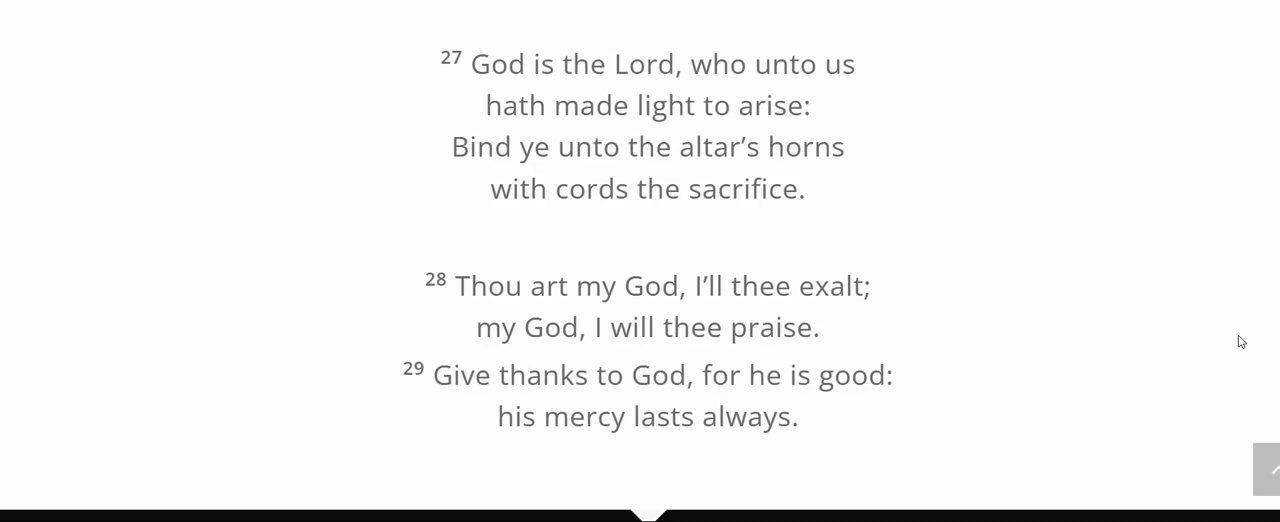 27 God is the Lord, who unto us
hath made light to arise:
Bind ye unto the altar’s horns
with cords the sacrifice.
28 Thou art my God, I’ll thee exalt;
my God, I will thee praise.
29 Give thanks to God, for he is good:
his mercy lasts always.